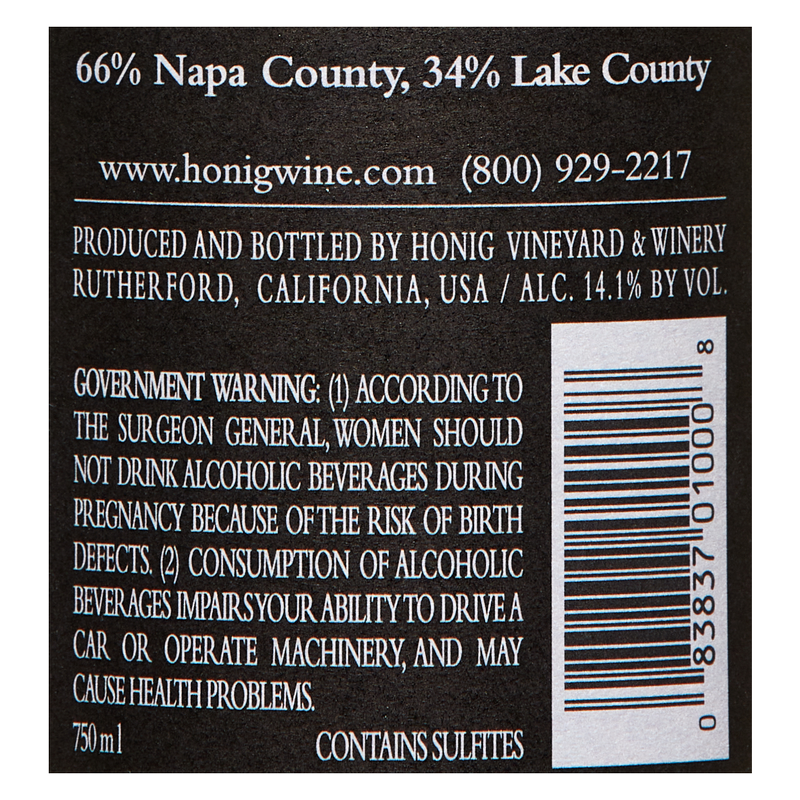 66% Napa County, 34% Lake County
www.honigwine.com (800) 929-2217
PRODUCED AND BOTTLED BY HONIG VINEYARD & WINERY
RUTHERFORD, CALIFORNIA, USA / ALC. 14.1% BY VOL.
GOVERNMENT WARNING: (1) ACCORDING TO
THE SURGEON GENERAL, WOMEN SHOULD
NOT DRINK ALCOHOLIC BEVERAGES DURING
PREGNANCY BECAUSE OF THE RISK OF BIRTH
DEFECTS. (2) CONSUMPTION OF ALCOHOLIC
BEVERAGES IMPAIRS YOUR ABILITY TO DRIVE A
CAR OR OPERATE MACHINERY, AND MAY
CAUSE HEALTH PROBLEMS.
750 ml CONTAINS SULFITES
0 83837 01000 8